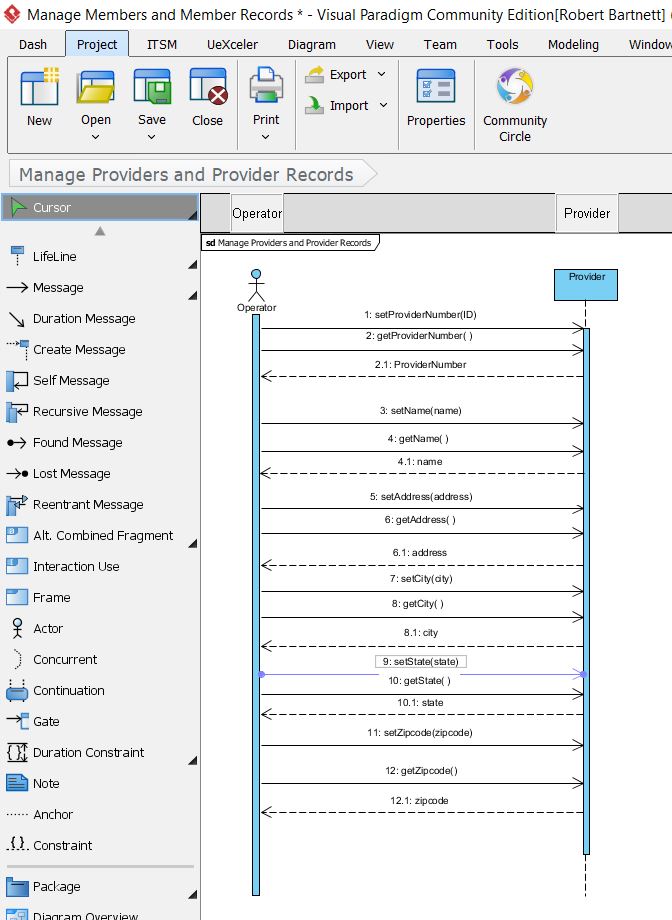 Manage Members and Member Records * - Visual Paradigm Community Edition[Robert Bartnett] (
Dash Project ITSM UeXceler Diagram View Team Tools Modeling Window
New Open Save Close Print Export Import Properties Community Circle
Manage Providers and Provider Records
Cursor
LifeLine
Message
Duration Message
Create Message
Self Message
Recursive Message
Found Message
Lost Message
Reentrant Message
Alt. Combined Fragment
Interaction Use
Frame
Actor
Concurrent
Continuation
Gate
Duration Constraint
Note
Anchor
Constraint
Package
Diagram Overview
Operator Provider
sd Manage Providers and Provider Records
Provider
Operator
1: setProviderNumber(ID)
2: getProviderNumber( )
2.1: ProviderNumber
3: setName(name)
4: getName( )
4.1: name
5: setAddress(address)
6: getAddress( )
6.1: address
7: setCity(city)
8: getCity( )
8.1: city
9: setState(state)
10: getState( )
10.1: state
11: setZipcode(zipcode)
12: getZipcode()
12.1: zipcode